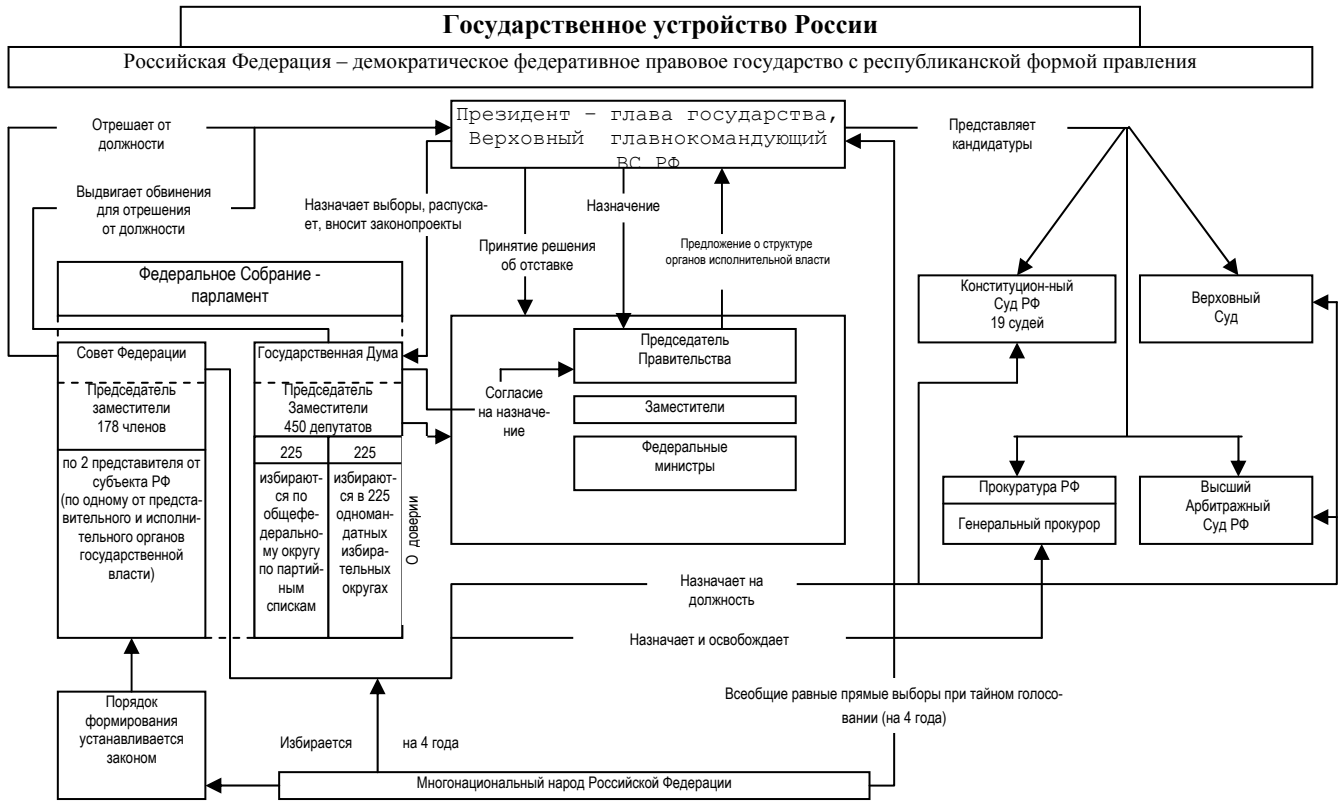 Государственное устройство России
Российская Федерация – демократическое федеративное правовое государство с республиканской формой правления
Отрешает от
должности
Президент – глава государства,
Верховный главнокомандующий
ВС РФ
Представляет
кандидатуры
Выдвигает обвинения
для отрешения
от должности
Назначает выборы, распуска-
ет, вносит законопроекты
Назначение
Принятие решения
об отставке
Предложение о структуре
органов исполнительной власти
Федеральное Собрание -
парламент
Конституцион-ный
Суд РФ
19 судей
Верховный
Суд
Совет Федерации
Председатель
заместители
178 членов
по 2 представителя от
субъекта РФ
(по одному от предста-
вительного и исполни-
тельного органов
государственной
власти)
Государственная Дума
Председатель
Заместители
450 депутатов
225
избирают-
ся по
общефе-
дерально-
му округу
по партий-
ным
спискам
225
избирают-
ся в 225
одноман-
датных
избира-
тельных
округах
О доверии
Согласие
на назначе-
ние
Председатель
Правительства
Заместители
Федеральные
министры
Прокуратура РФ
Генеральный прокурор
Высший
Арбитражный
Суд РФ
Назначает на
должность
Назначает и освобождает
Порядок
формирования
устанавливается
законом
Избирается на 4 года
Всеобщие равные прямые выборы при тайном голосо-
вании (на 4 года)
Многонациональный народ Российской Федерации